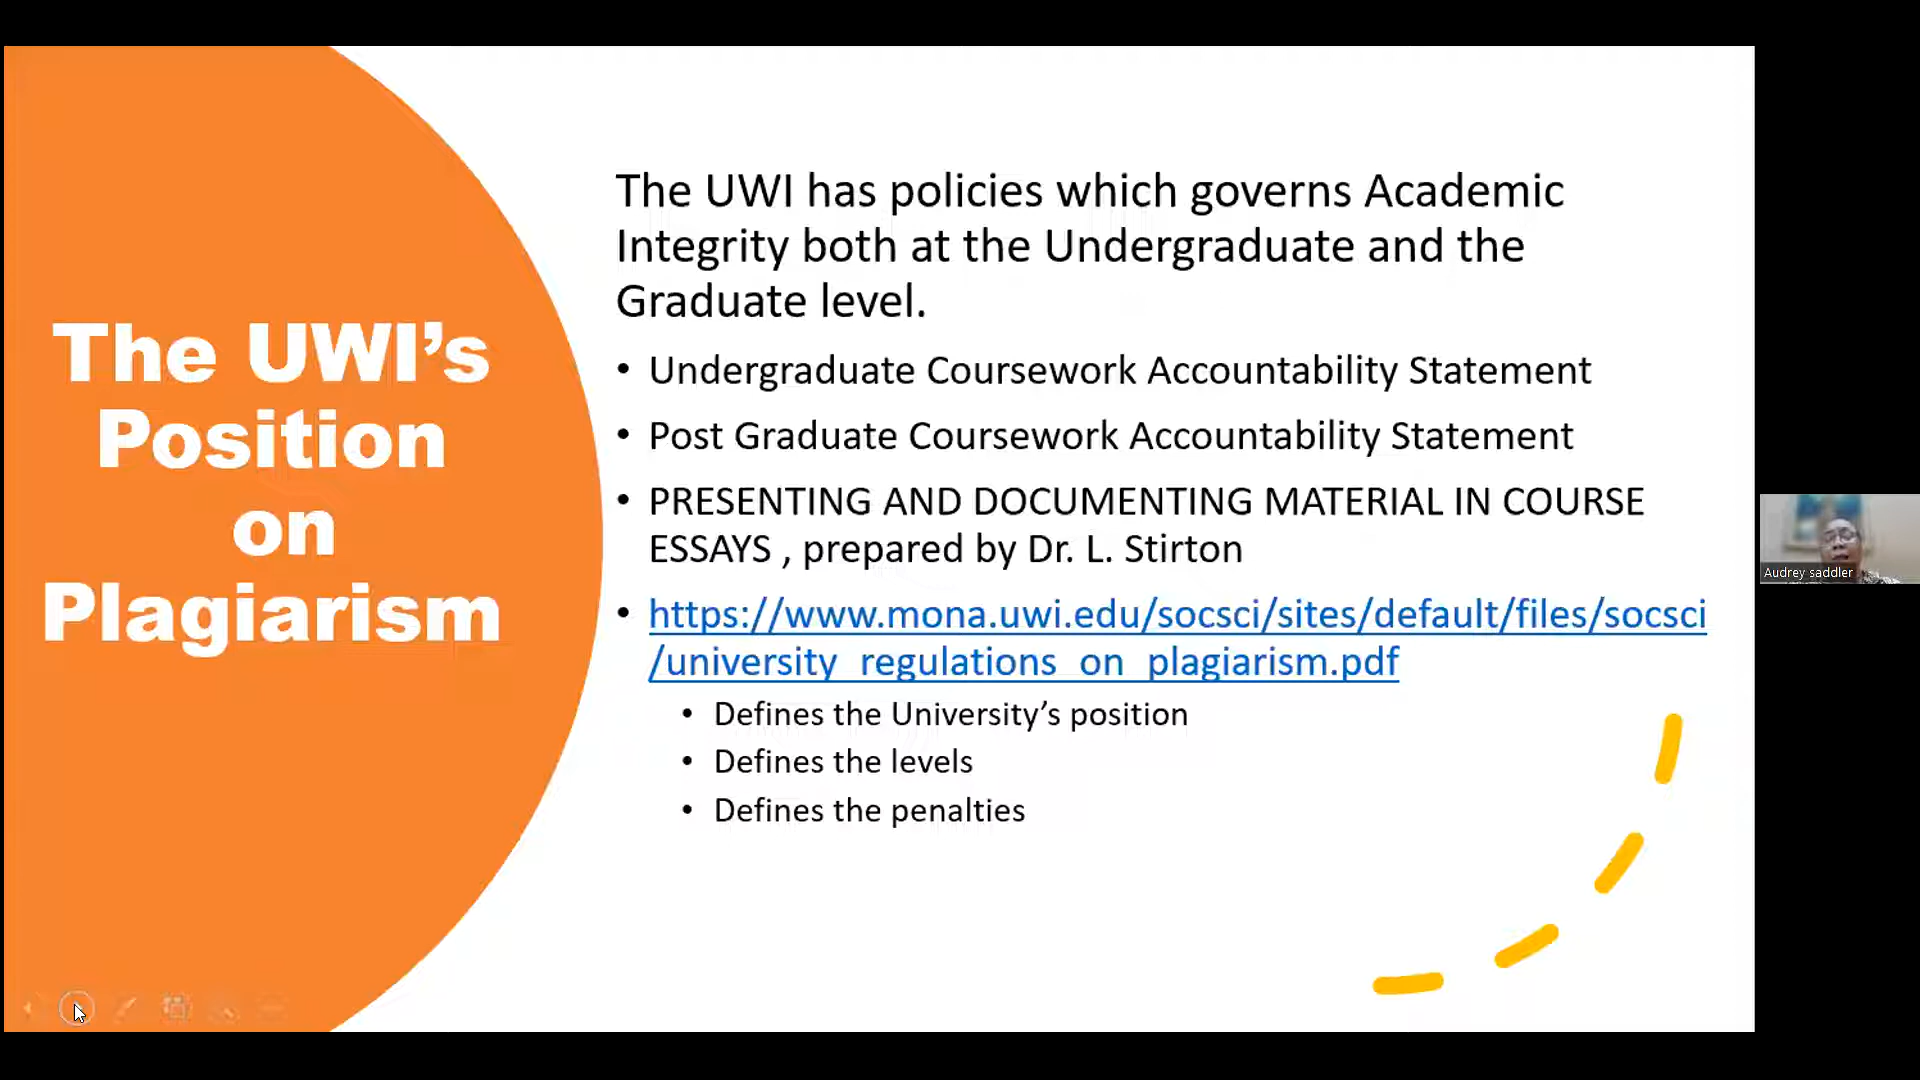 The UWI's
Position
on
Plagiarism
The UWI has policies which governs Academic
Integrity both at the Undergraduate and the
Graduate level.
• Undergraduate Coursework Accountability Statement
• Post Graduate Coursework Accountability Statement
• PRESENTING AND DOCUMENTING MATERIAL IN COURSE
ESSAYS , prepared by Dr. L. Stirton
• https://www.mona.uwi.edu/socsci/sites/default/files/socsci
/university_regulations_on_plagiarism.pdf
• Defines the University's position
• Defines the levels
• Defines the penalties
Audrey saddler